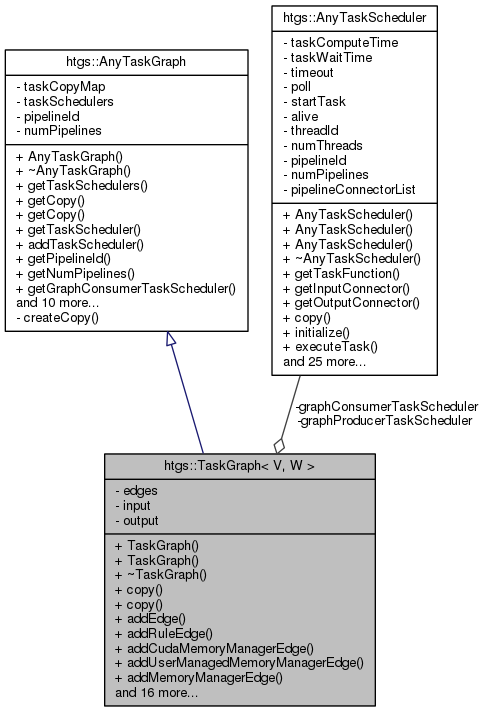 htgs::AnyTaskGraph
- taskCopyMap
- taskSchedulers
- pipelineId
- numPipelines
+ AnyTaskGraph()
+ ~AnyTaskGraph()
+ getTaskSchedulers()
+ getCopy()
+ getCopy()
+ getTaskScheduler()
+ addTaskScheduler()
+ getPipelineId()
+ getNumPipelines()
+ getGraphConsumerTaskScheduler()
and 10 more...
- createCopy()
htgs::AnyTaskScheduler
- taskComputeTime
- taskWaitTime
- timeout
- poll
- startTask
- alive
- threadId
- numThreads
- pipelineId
- numPipelines
- pipelineConnectorList
+ AnyTaskScheduler()
+ AnyTaskScheduler()
+ AnyTaskScheduler()
+ ~AnyTaskScheduler()
+ getTaskFunction()
+ getInputConnector()
+ getOutputConnector()
+ copy()
+ initialize()
+ executeTask()
and 25 more...
-graphConsumerTaskScheduler
-graphProducerTaskScheduler
htgs::TaskGraph< V, W >
- edges
- input
- output
+ TaskGraph()
+ TaskGraph()
+ ~TaskGraph()
+ copy()
+ copy()
+ addEdge()
+ addRuleEdge()
+ addCudaMemoryManagerEdge()
+ addUserManagedMemoryManagerEdge()
+ addMemoryManagerEdge()
and 16 more...